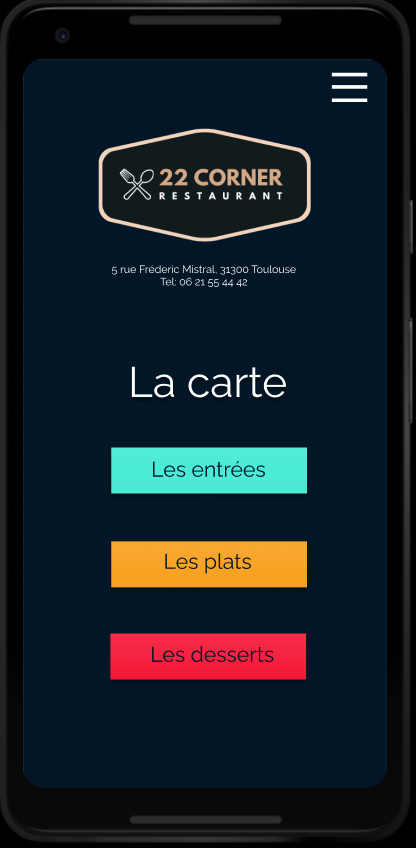 22 CORNER
RESTAURANT
5 rue Fréderic Mistral, 31300 Toulouse
Tel: 06 21 55 44 42
La carte
Les entrées
Les plats
Les desserts